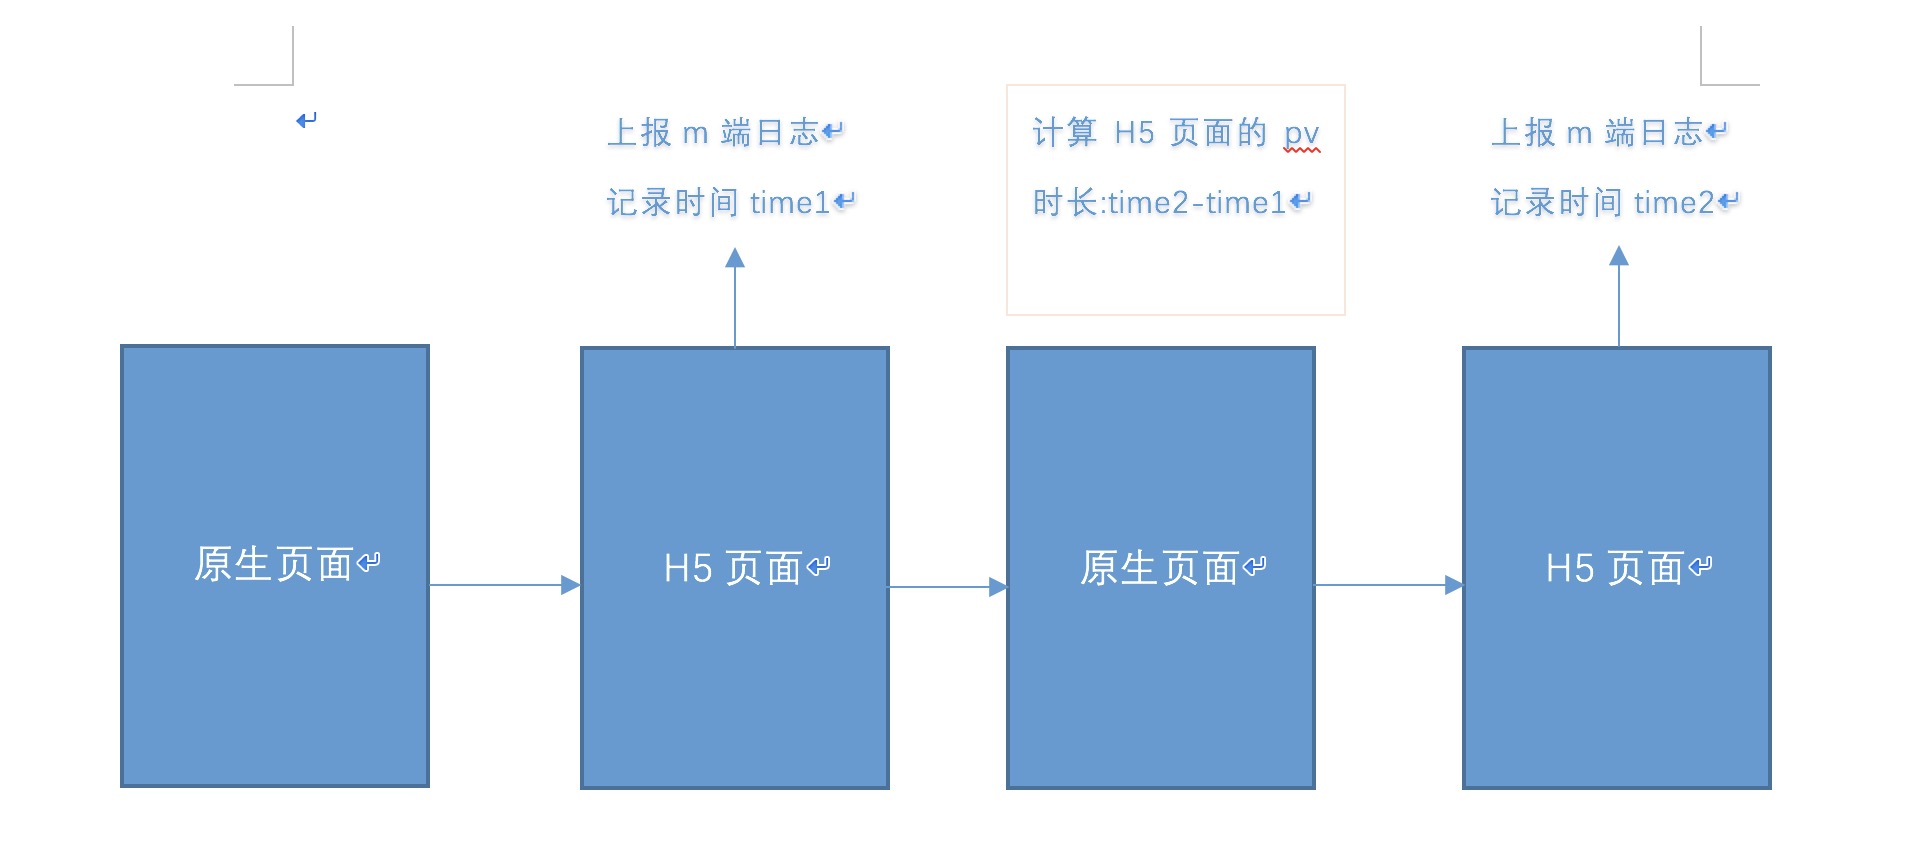 上报 m 端日志
记录时间 time1
计算 H5 页面的 pv
时长:time2-time1
上报 m 端日志
记录时间 time2
原生页面
H5 页面
原生页面
H5 页面